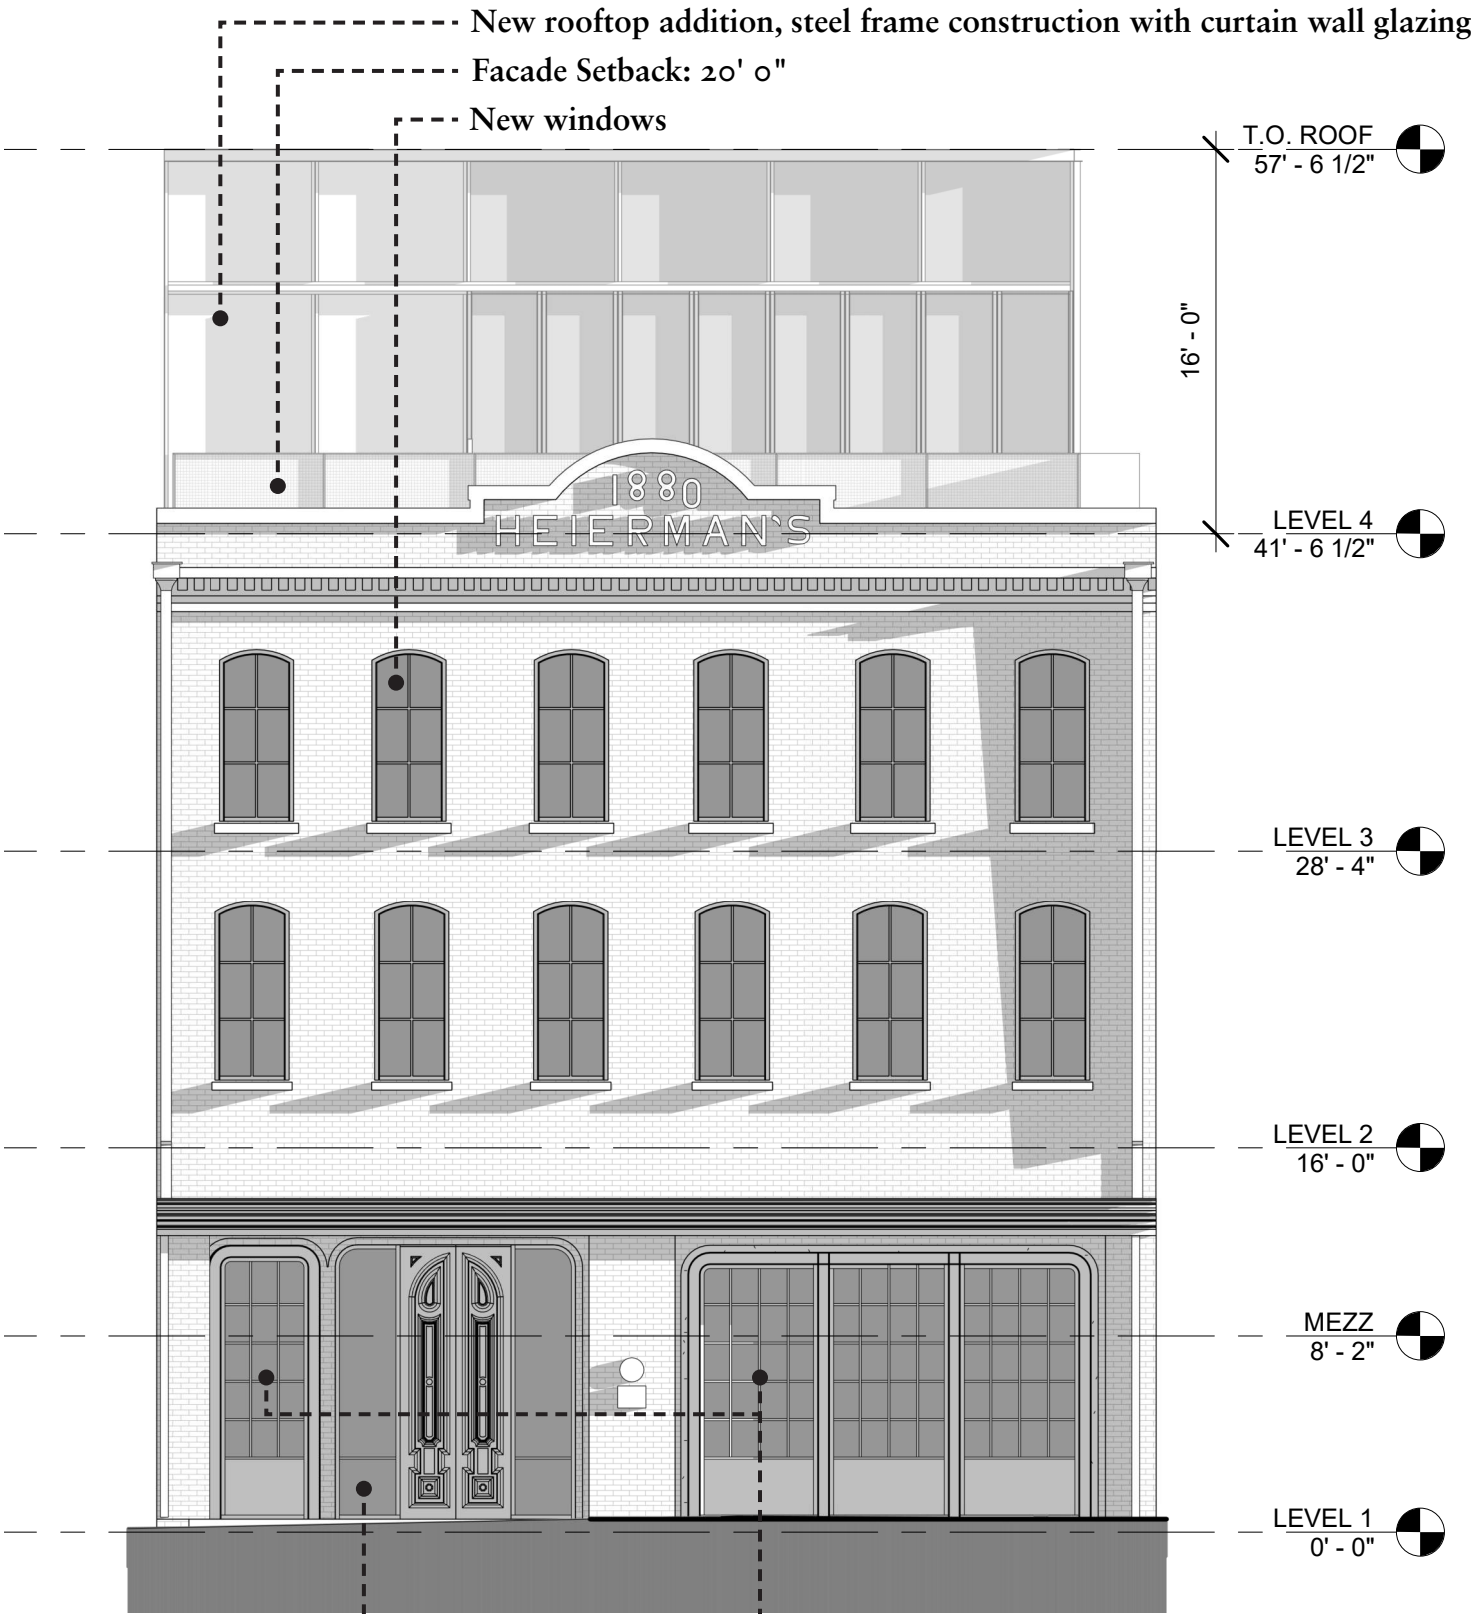 New rooftop addition, steel frame construction with curtain wall glazing
Facade Setback: 20' 0"
New windows
T.O. ROOF
57' - 6 1/2"
16' - 0"
1880
HEIERMAN'S
LEVEL 4
41' - 6 1/2"
LEVEL 3
28' - 4"
LEVEL 2
16' - 0"
MEZZ
8' - 2"
LEVEL 1
0' - 0"